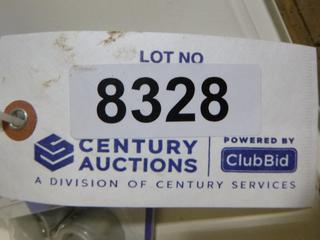 LOT NO
8328
CENTURY AUCTIONS
POWERED BY
ClubBid
A DIVISION OF CENTURY SERVICES